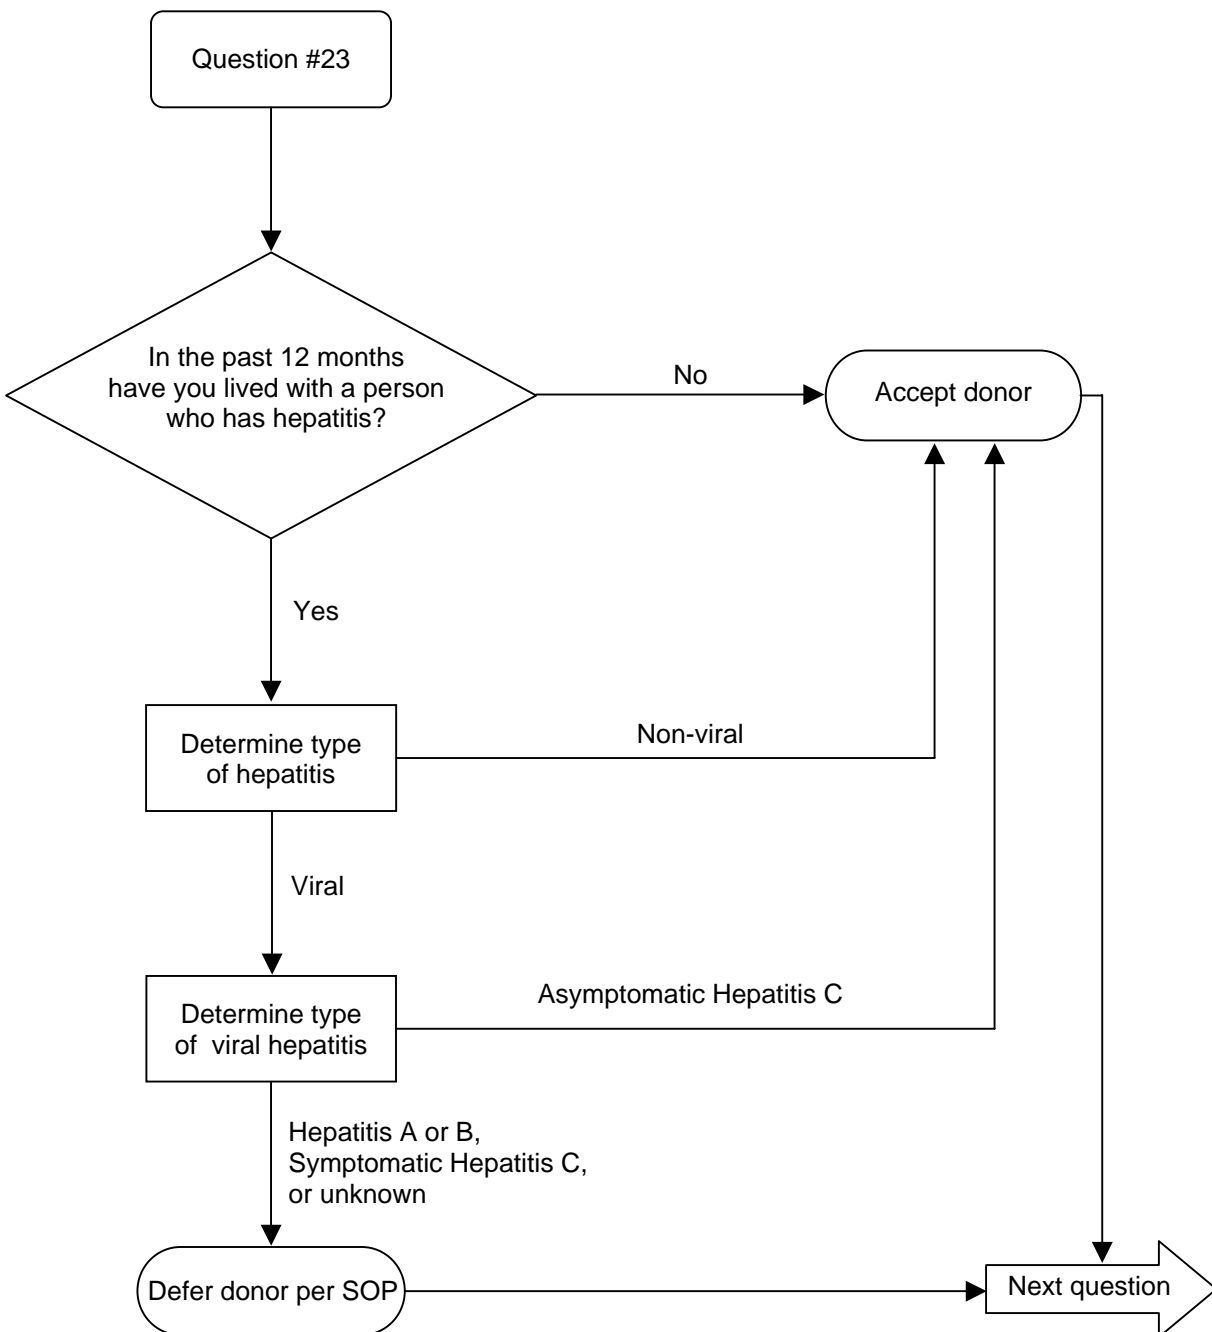 Question #23
In the past 12 months
have you lived with a person
who has hepatitis?
No
Accept donor
Yes
Determine type
of hepatitis
Non-viral
Viral
Determine type
of viral hepatitis
Asymptomatic Hepatitis C
Hepatitis A or B,
Symptomatic Hepatitis C,
or unknown
Defer donor per SOP
Next question